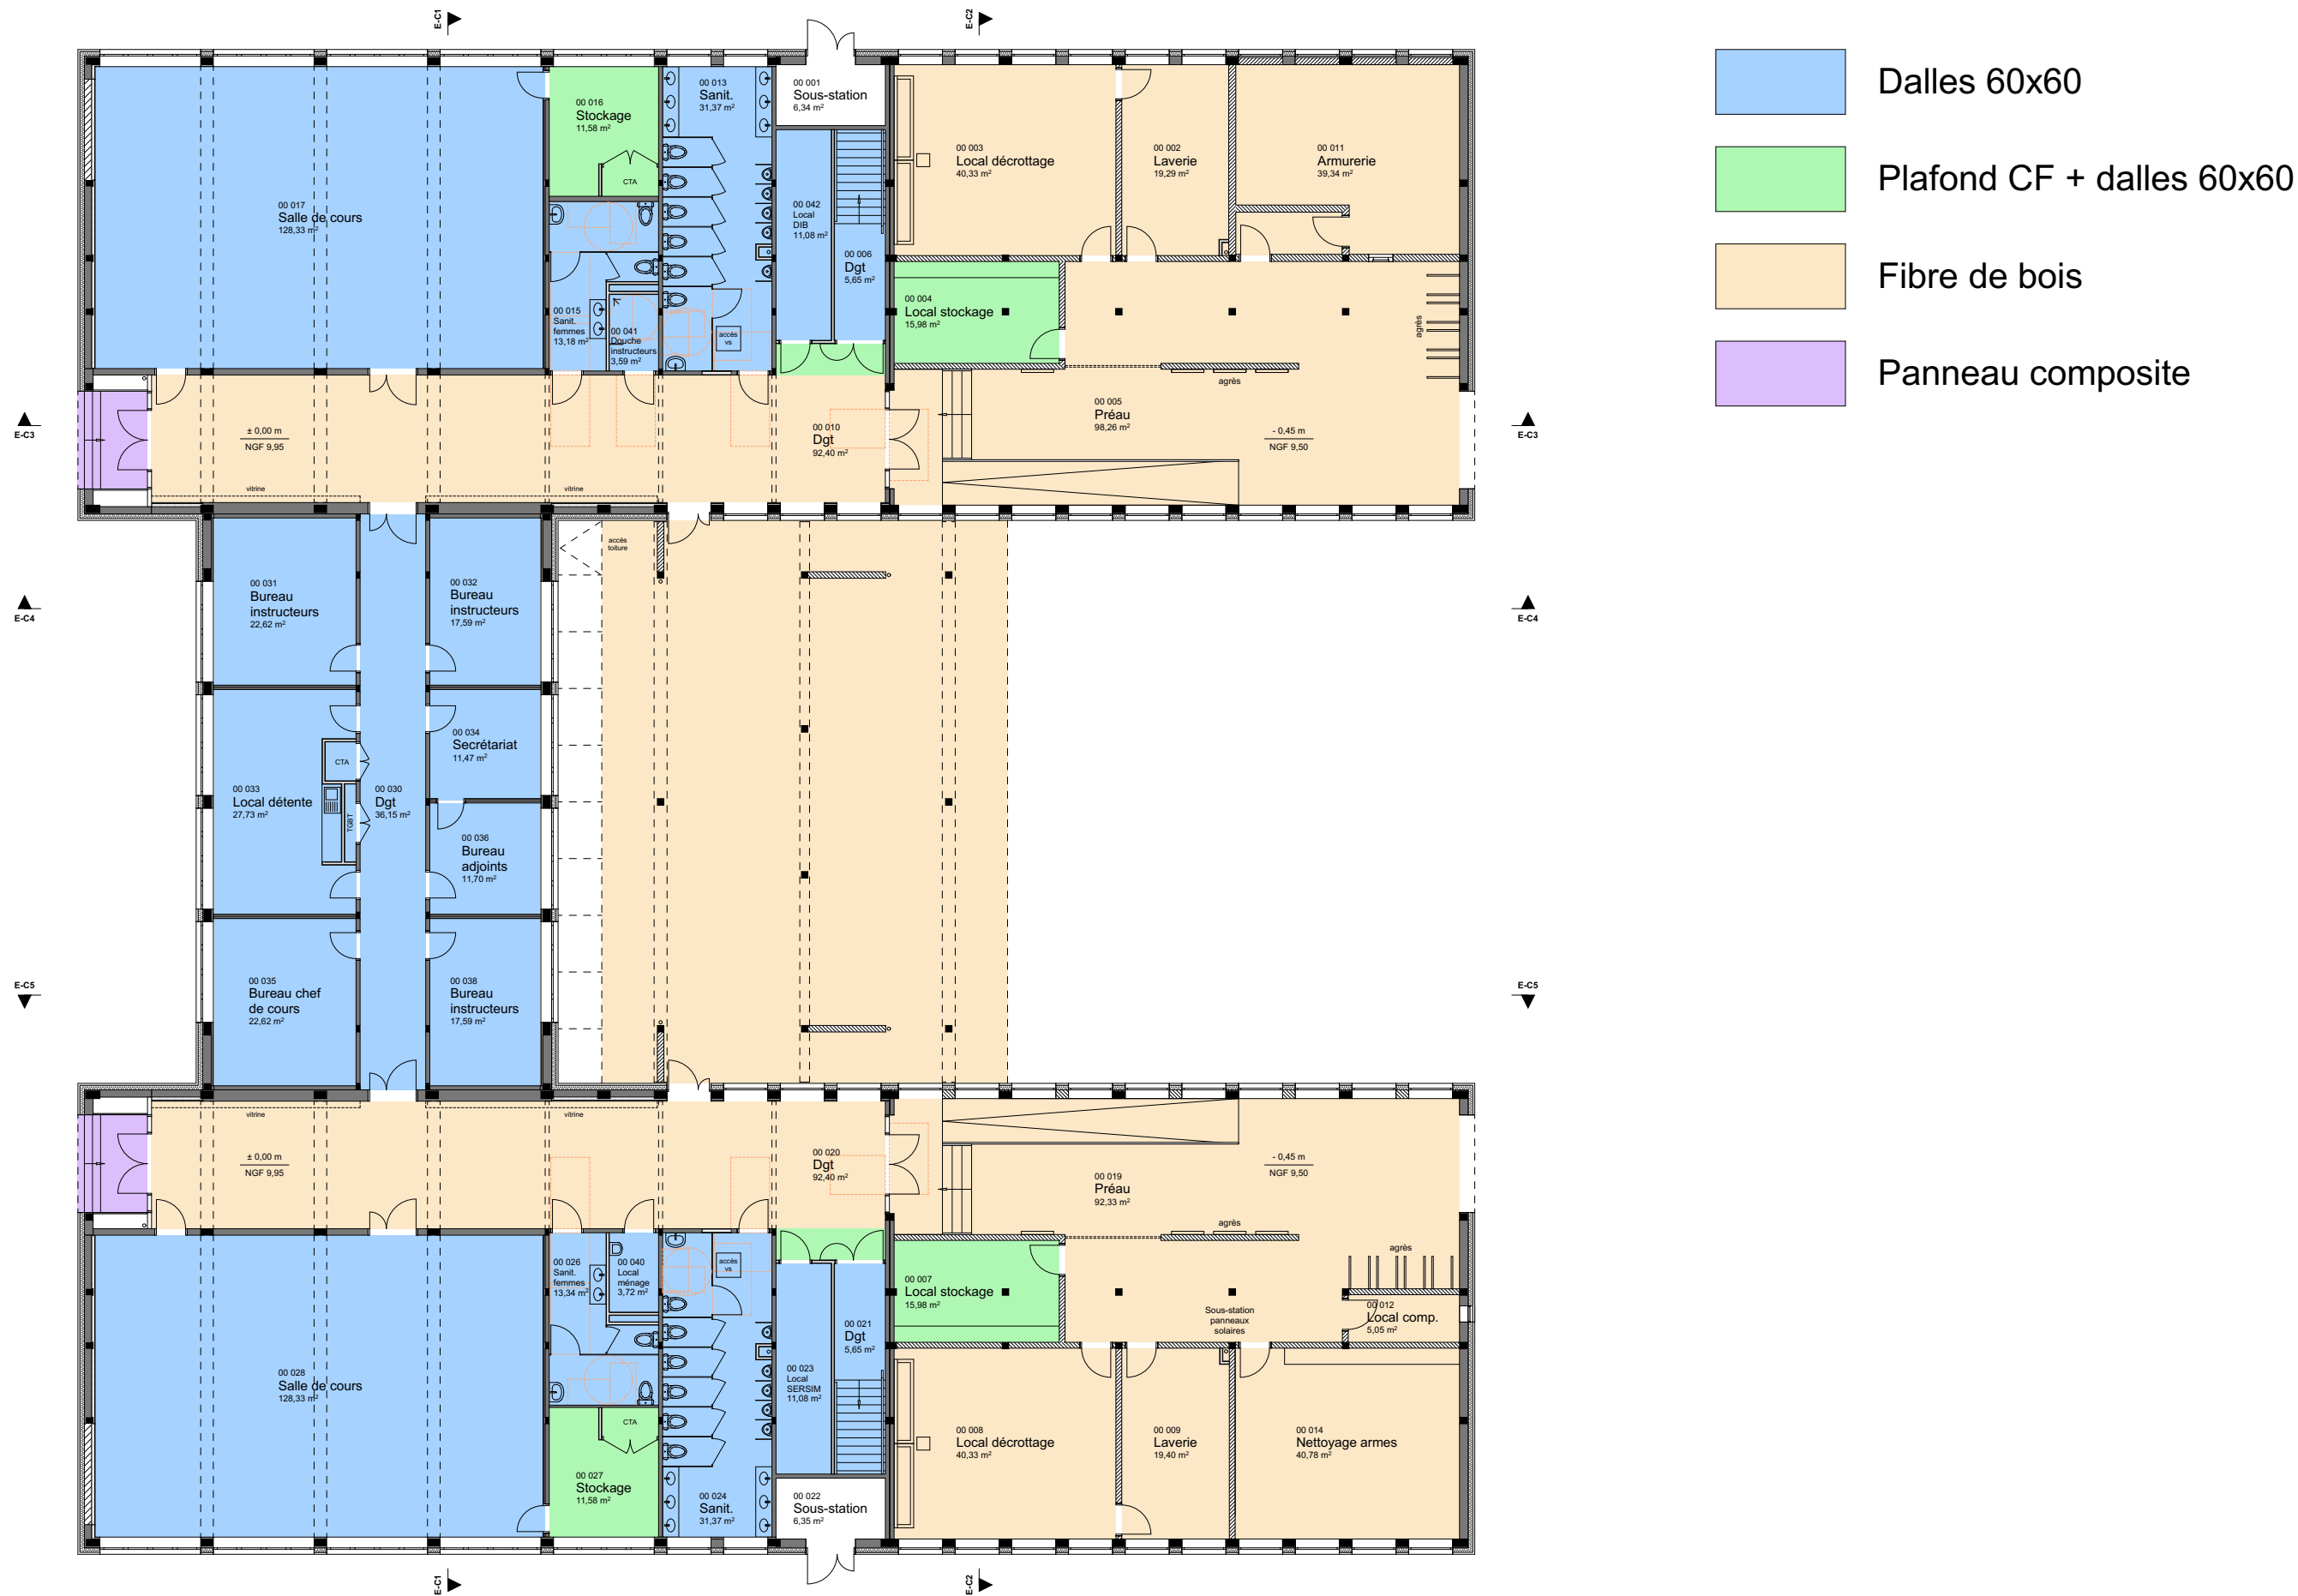 E-C1
E-C2
00 013
Sanit.
31,37 m²
00 001
Sous-station
6,34 m²
00 016
Stockage
11,58 m²
CTA
00 003
Local décrottage
40,33 m²
00 002
Laverie
19,29 m²
00 011
Armurerie
39,34 m²
00 017
Salle de cours
128,33 m²
00 042
Local
DIB
11,08 m²
00 006
Dgt
5,65 m²
00 004
Local stockage
15,98 m²
00 015
Sanit.
femmes
13,18 m²
00 041
Douche
instructeurs
3,59 m²
accès
vs
agrès
agrès
00 005
Préau
98,26 m²
00 010
Dgt
92,40 m²
± 0,00 m
NGF 9,95
- 0,45 m
NGF 9,50
E-C3
E-C3
vitrine
vitrine
accès
toiture
00 031
Bureau
instructeurs
22,62 m²
00 032
Bureau
instructeurs
17,59 m²
E-C4
E-C4
00 034
Secrétariat
11,47 m²
CTA
00 033
Local détente
27,73 m²
00 030
Dgt
36,15 m²
TGBT
00 036
Bureau
adjoints
11,70 m²
00 035
Bureau chef
de cours
22,62 m²
00 038
Bureau
instructeurs
17,59 m²
E-C5
E-C5
vitrine
vitrine
± 0,00 m
NGF 9,95
00 020
Dgt
92,40 m²
00 019
Préau
92,33 m²
- 0,45 m
NGF 9,50
agrès
agrès
00 026
Sanit.
femmes
13,34 m²
00 040
Local
ménage
3,72 m²
accès
vs
00 007
Local stockage
15,98 m²
Sous-station
panneaux
solaires
00 012
Local comp.
5,05 m²
00 021
Dgt
5,65 m²
00 023
Local
SERSIM
11,08 m²
00 028
Salle de cours
128,33 m²
CTA
00 027
Stockage
11,58 m²
00 024
Sanit.
31,37 m²
00 022
Sous-station
6,35 m²
00 008
Local décrottage
40,33 m²
00 009
Laverie
19,40 m²
00 014
Nettoyage armes
40,78 m²
E-C1
E-C2
Dalles 60x60
Plafond CF + dalles 60x60
Fibre de bois
Panneau composite